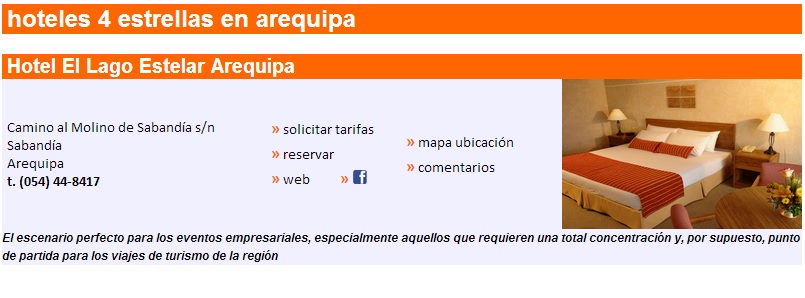 hoteles 4 estrellas en arequipa
Hotel El Lago Estelar Arequipa
Camino al Molino de Sabandía s/n
Sabandía
Arequipa
t. (054) 44-8417
» solicitar tarifas
» reservar
» web » f
» mapa ubicación
» comentarios
El escenario perfecto para los eventos empresariales, especialmente aquellos que requieren una total concentración y, por supuesto, punto
de partida para los viajes de turismo de la región